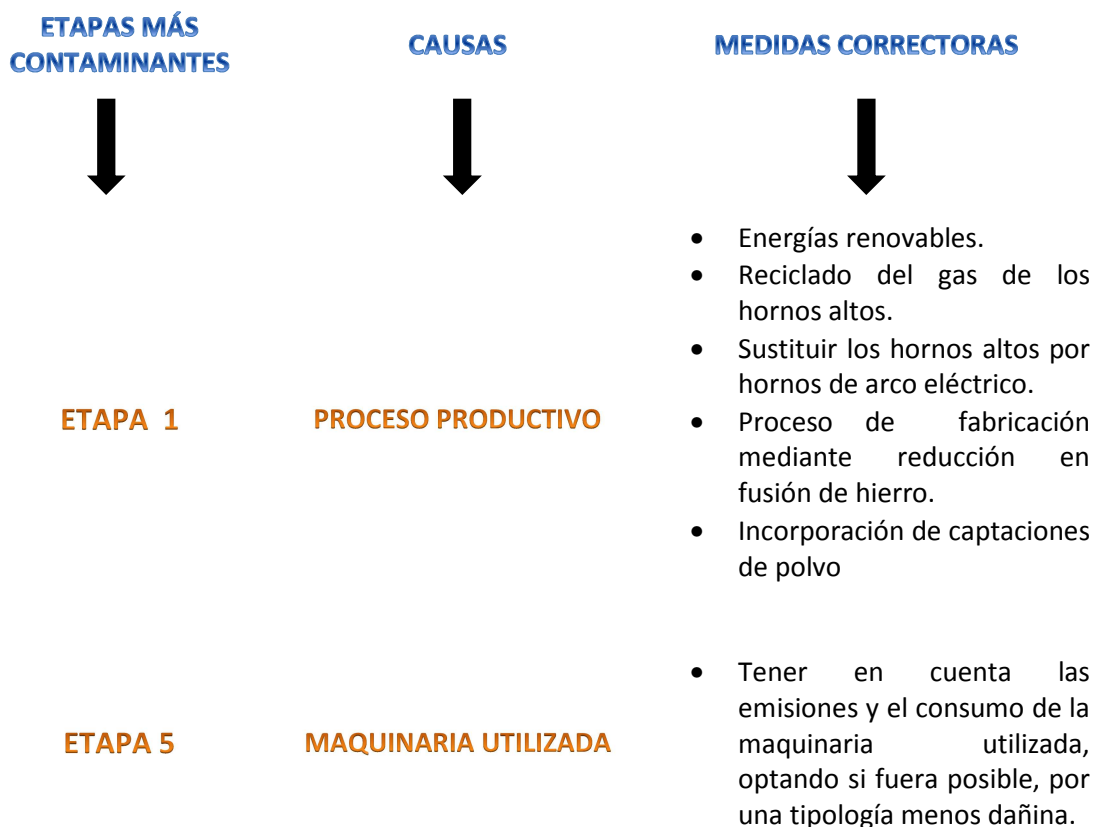 ETAPAS MÁS
CONTAMINANTES
CAUSAS
MEDIDAS CORRECTORAS
ETAPA 1
PROCESO PRODUCTIVO
• Energías renovables.
• Reciclado del gas de los
hornos altos.
• Sustituir los hornos altos por
hornos de arco eléctrico.
• Proceso de fabricación
mediante reducción en
fusión de hierro.
• Incorporación de captaciones
de polvo
ETAPA 5
MAQUINARIA UTILIZADA
• Tener en cuenta las
emisiones y el consumo de la
maquinaria utilizada,
optando si fuera posible, por
una tipología menos dañina.